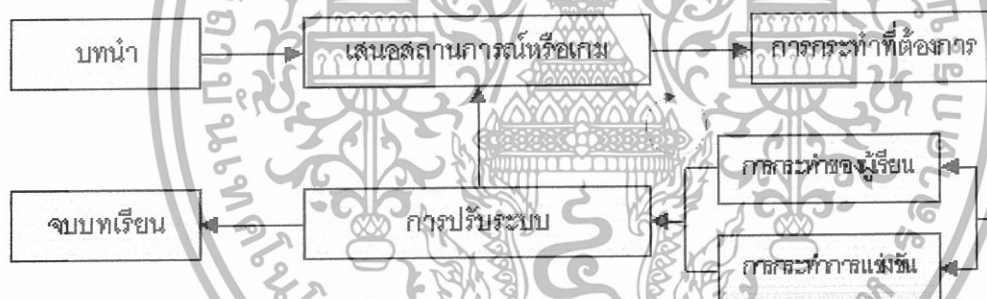 บทนำ
เสนอสถานการณ์หรือเกม
การกระทำที่ต้องการ
การกระทำของผู้เรียน
จบบทเรียน
การปรับระบบ
การกระทำการแข่งขัน